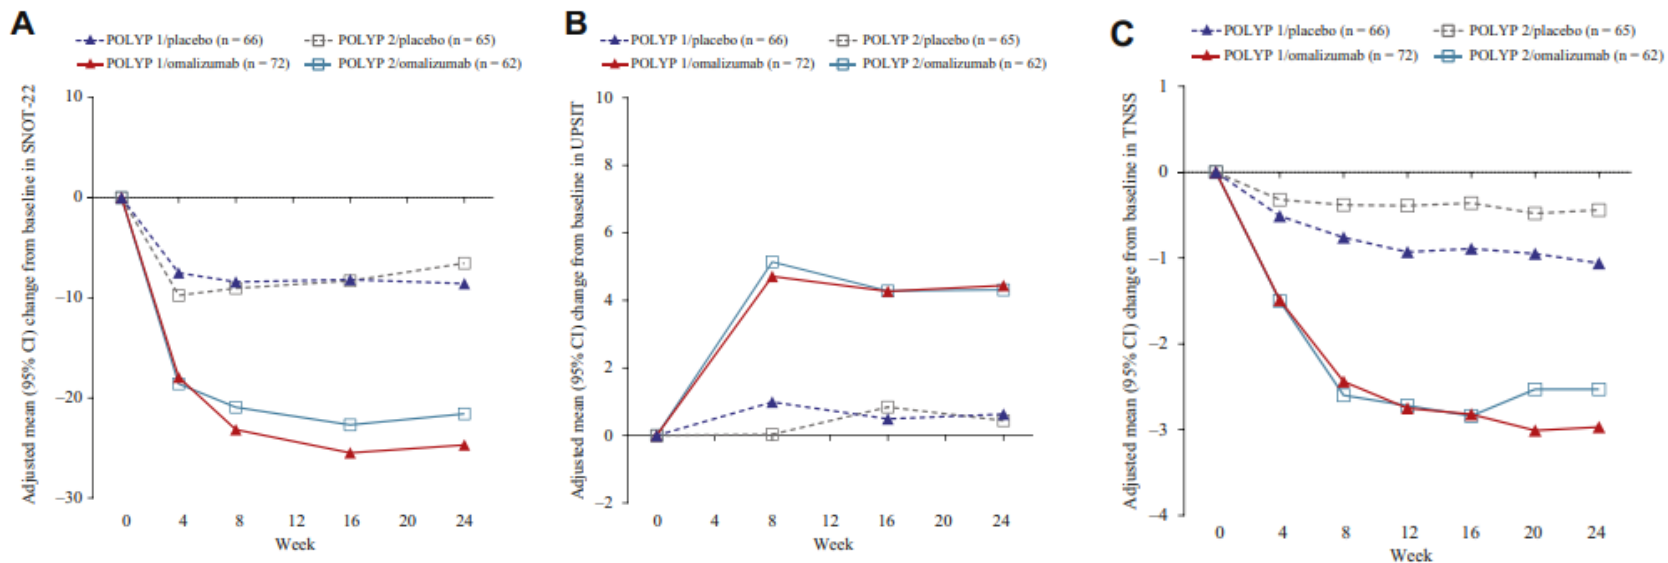 A
POLYP 1/placebo (n = 66)
POLYP 2/placebo (n = 65)
POLYP 1/omalizumab (n = 72)
POLYP 2/omalizumab (n = 62)
Adjusted mean (95% CI) change from baseline in SNOT-22
10
0
–10
–20
–30
0 4 8 12 16 20 24
Week
B
POLYP 1/placebo (n = 66)
POLYP 2/placebo (n = 65)
POLYP 1/omalizumab (n = 72)
POLYP 2/omalizumab (n = 62)
Adjusted mean (95% CI) change from baseline in UPSIT
10
8
6
4
2
0
–2
0 4 8 12 16 20 24
Week
C
POLYP 1/placebo (n = 66)
POLYP 2/placebo (n = 65)
POLYP 1/omalizumab (n = 72)
POLYP 2/omalizumab (n = 62)
Adjusted mean (95% CI) change from baseline in TNSS
1
0
–1
–2
–3
–4
0 4 8 12 16 20 24
Week